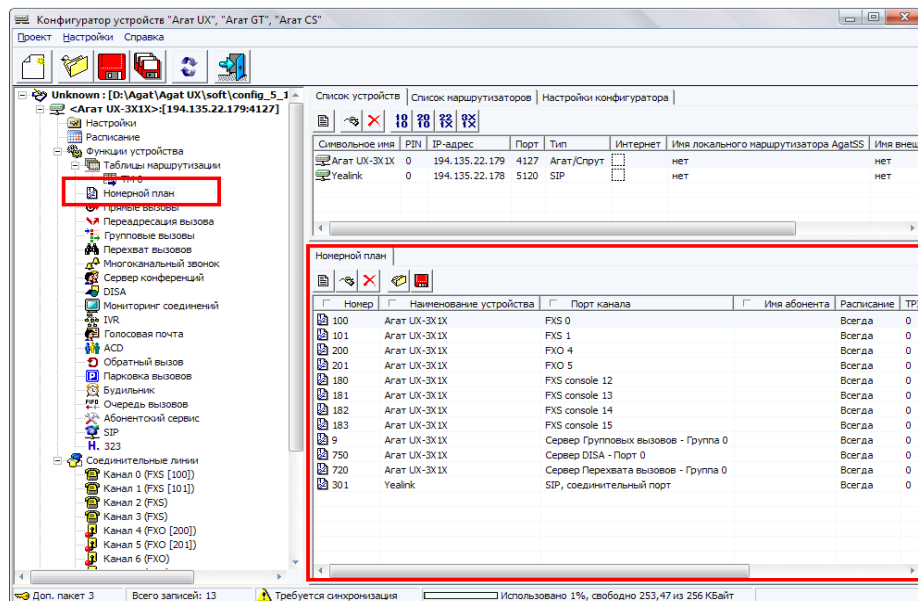 Конфигуратор устройств "Агат UX", "Агат GT", "Агат CS"
Проект Настройки Справка
Unknown : [D:\Agat\Agat UX\soft\config_5_1
<Агат UX-3X1X>:[194.135.22.179:4127]
Настройки
Расписание
Функции устройства
Таблицы маршрутизации
Номерной план
Прямые вызовы
Переадресация вызова
Групповые вызовы
Перехват вызовов
Многоканальный звонок
Сервер конференций
DISA
Мониторинг соединений
IVR
Голосовая почта
ACD
Обратный вызов
Парковка вызовов
Будильник
Очередь вызовов
Абонентский сервис
SIP
H. 323
Соединительные линии
Канал 0 (FXS [100])
Канал 1 (FXS [101])
Канал 2 (FXS)
Канал 3 (FXS)
Канал 4 (FXO [200])
Канал 5 (FXO [201])
Канал 6 (FXO)
Список устройств Список маршрутизаторов Настройки конфигуратора
Символьное имя PIN IP-адрес Порт Тип Интернет Имя локального маршрутизатора AgatSS Имя внеш
Агат UX-3X1X 0 194.135.22.179 4127 Агат/Спрут нет нет
Yealink 0 194.135.22.178 5120 SIP нет нет
Номерной план
Номер Наименование устройства Порт канала Имя абонента Расписание
100 Агат UX-3X1X FXS 0 Всегда 0
101 Агат UX-3X1X FXS 1 Всегда 0
200 Агат UX-3X1X FXO 4 Всегда 0
201 Агат UX-3X1X FXO 5 Всегда 0
180 Агат UX-3X1X FXS console 12 Всегда 0
181 Агат UX-3X1X FXS console 13 Всегда 0
182 Агат UX-3X1X FXS console 14 Всегда 0
183 Агат UX-3X1X FXS console 15 Всегда 0
9 Агат UX-3X1X Сервер Групповых вызовов - Группа 0 Всегда 0
750 Агат UX-3X1X Сервер DISA - Порт 0 Всегда 0
720 Агат UX-3X1X Сервер Перехвата вызовов - Группа 0 Всегда 0
301 Yealink SIP, соединительный порт Всегда 0
Доп. пакет 3 Всего записей: 13 Требуется синхронизация Использовано 1%, свободно 253,47 из 256 КБайт